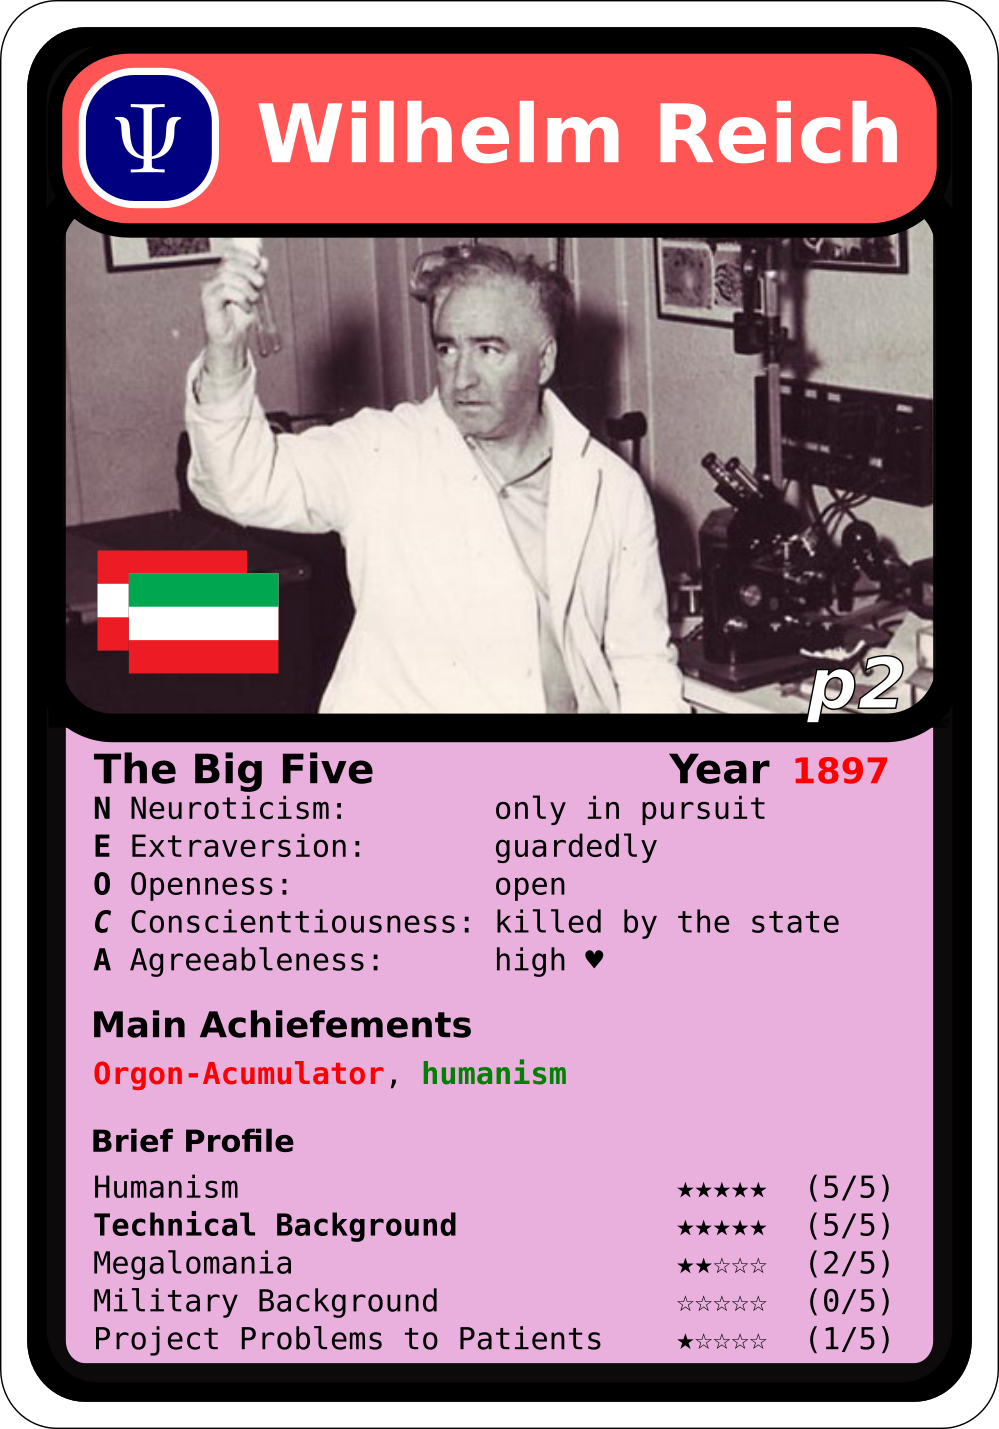 Ψ Wilhelm Reich
p2
The Big Five Year 1897
N Neuroticism: only in pursuit
E Extraversion: guardedly
O Openness: open
C Conscienttiousness: killed by the state
A Agreeableness: high ♥
Main Achiefements
Orgon-Acumulator, humanism
Brief Profile
Humanism ★★★★★ (5/5)
Technical Background ★★★★★ (5/5)
Megalomania ★★☆☆☆ (2/5)
Military Background ☆☆☆☆☆ (0/5)
Project Problems to Patients ★☆☆☆☆ (1/5)